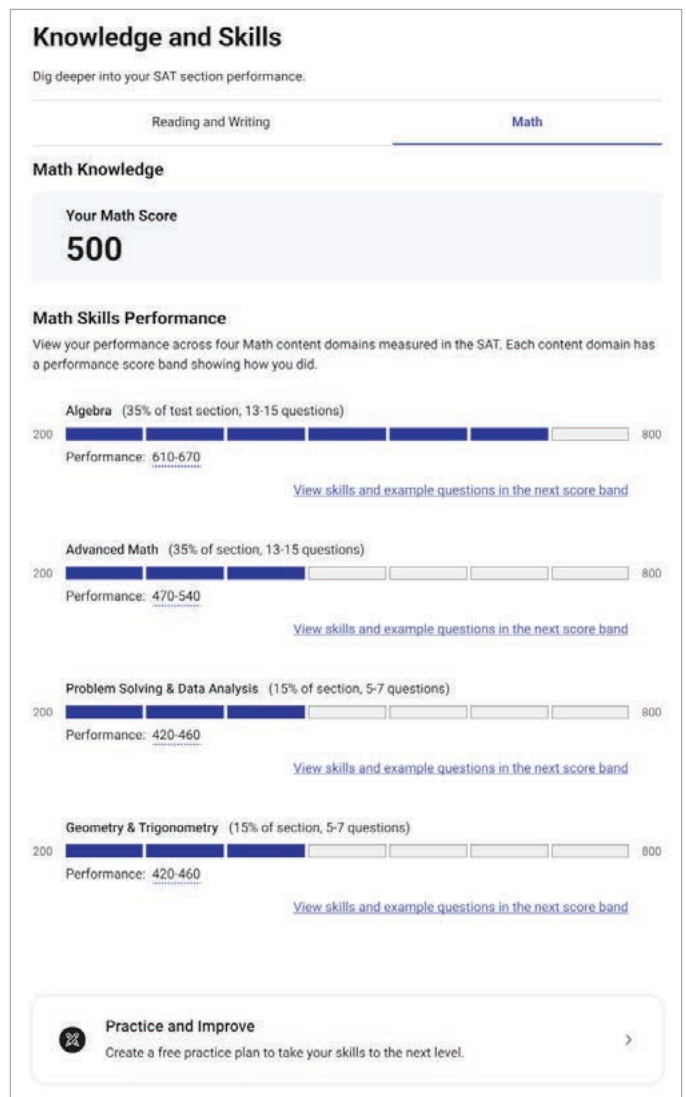 Knowledge and Skills
Dig deeper into your SAT section performance.
Reading and Writing
Math
Math Knowledge
Your Math Score
500
Math Skills Performance
View your performance across four Math content domains measured in the SAT. Each content domain has
a performance score band showing how you did.
Algebra (35% of test section, 13-15 questions)
200 800
Performance: 610-670
View skills and example questions in the next score band
Advanced Math (35% of section, 13-15 questions)
200 800
Performance: 470-540
View skills and example questions in the next score band
Problem Solving & Data Analysis (15% of section, 5-7 questions)
200 800
Performance: 420-460
View skills and example questions in the next score band
Geometry & Trigonometry (15% of section, 5-7 questions)
200 800
Performance: 420-460
View skills and example questions in the next score band
Practice and Improve
Create a free practice plan to take your skills to the next level.